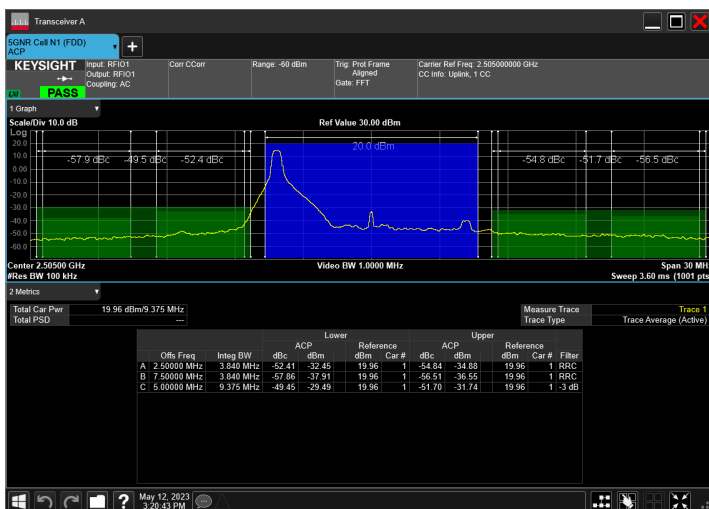 Transceiver A
5GNR Cell N1 (FDD)
ACP
KEYSIGHT
PASS
Input: RFIO1
Output: RFIO1
Coupling: AC
Corr CCorr
Range: -60 dBm
Trig: Prot Frame
Aligned
Gate: FFT
Carrier Ref Freq: 2.505000000 GHz
CC Info: Uplink, 1 CC
1 Graph
Scale/Div 10.0 dB
Ref Value 30.00 dBm
Log
20.0
10.0
0.00
-10.0
-20.0
-30.0
-40.0
-50.0
-60.0
-57.9 dBc
-49.5 dBc
-52.4 dBc
20.0 dBm
-54.8 dBc
-51.7 dBc
-56.5 dBc
Center 2.50500 GHz
Video BW 1.0000 MHz
Span 30 MHz
#Res BW 100 kHz
Sweep 3.60 ms (1001 pts
2 Metrics
Total Car Pwr 19.96 dBm/9.375 MHz
Total PSD ---
Measure Trace Trace 1
Trace Type Trace Average (Active)
Lower Upper
ACP Reference ACP Reference
Offs Freq Integ BW dBc dBm dBm Car # dBc dBm dBm Car # Filter
A 2.50000 MHz 3.840 MHz -52.41 -32.45 19.96 1 -54.84 -34.88 19.96 1 RRC
B 7.50000 MHz 3.840 MHz -57.86 -37.91 19.96 1 -56.51 -36.55 19.96 1 RRC
C 5.00000 MHz 9.375 MHz -49.45 -29.49 19.96 1 -51.70 -31.74 19.96 1 -3 dB
May 12, 2023
3:20:43 PM